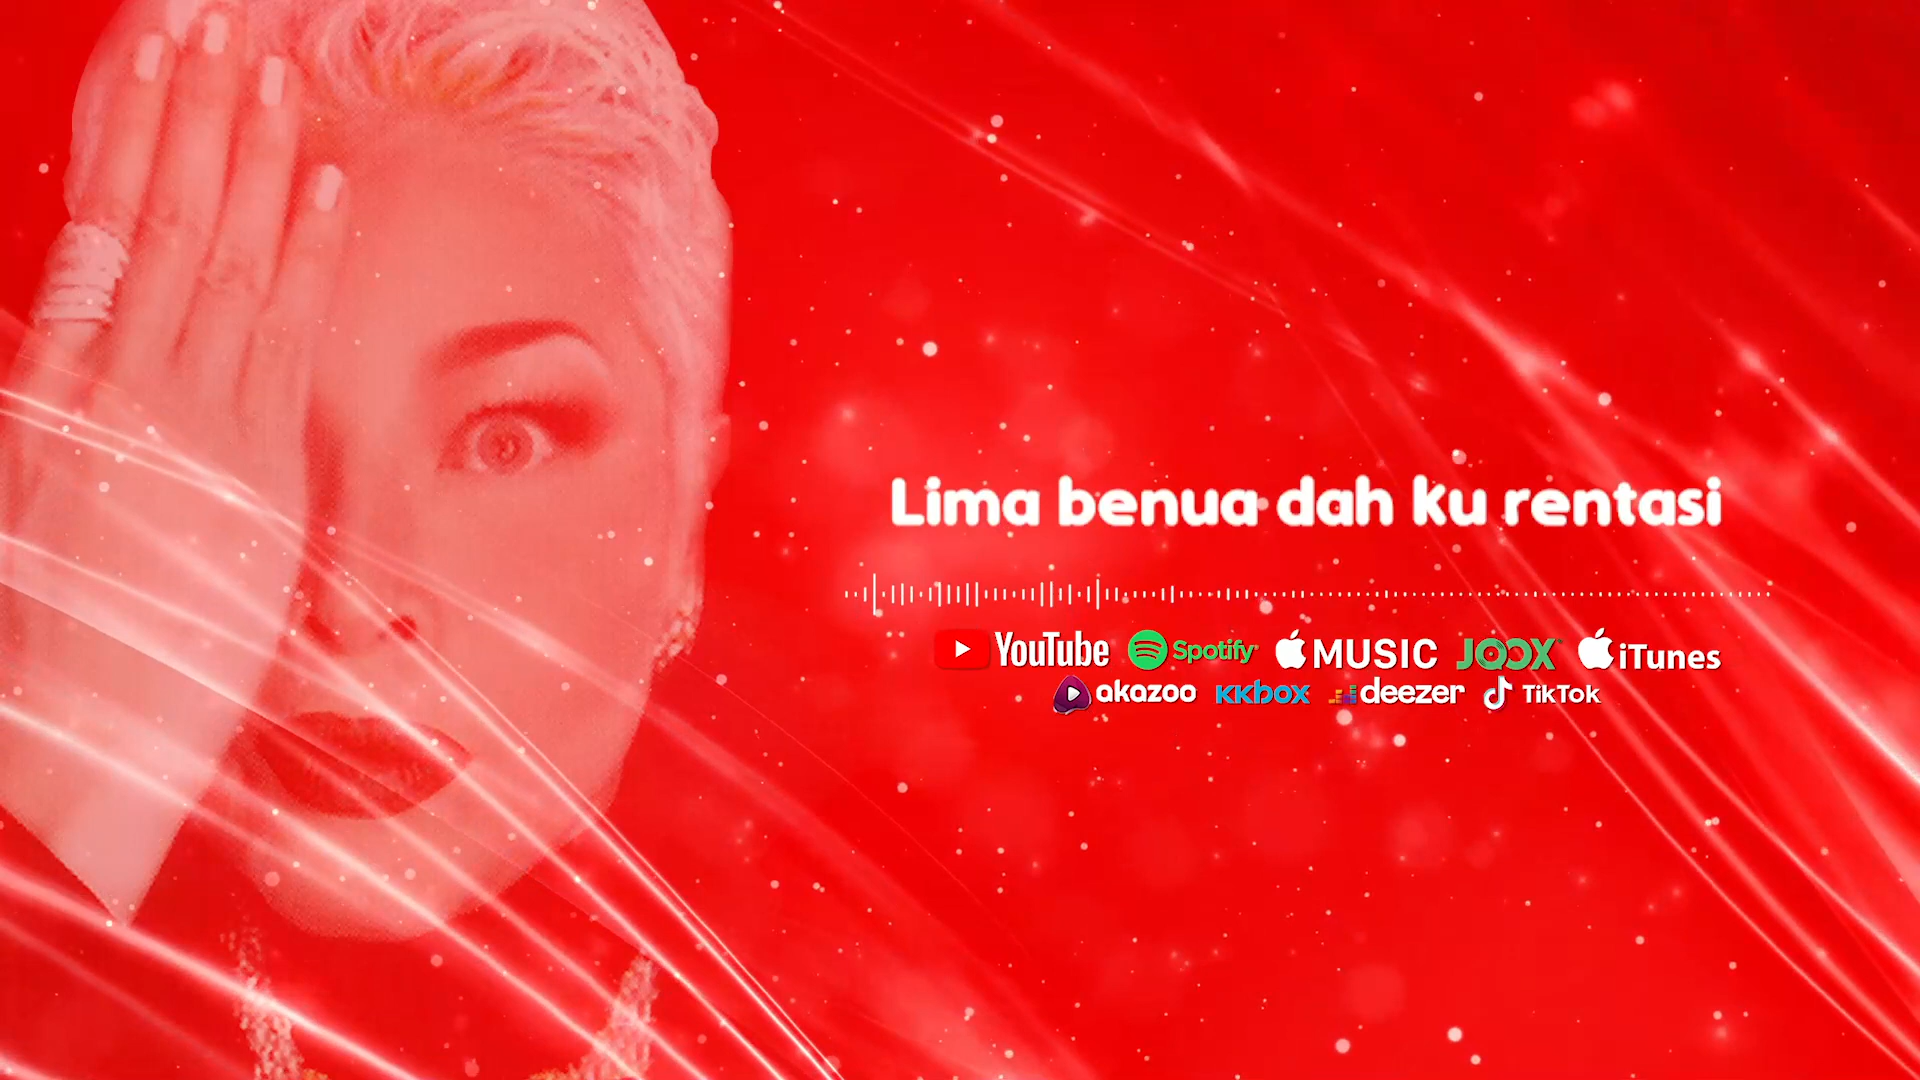 Lima benua dah ku rentasi
YouTube Spotify MUSIC JOOX iTunes
akazoo KKBOX deezer TikTok